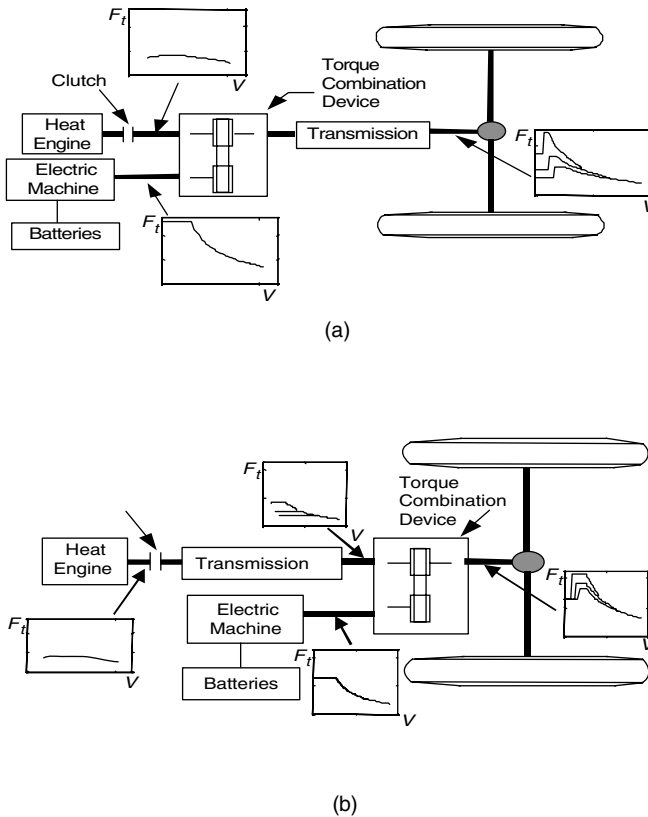 F_t
V
Clutch
Torque
Combination
Device
Heat
Engine
Transmission
F_t
V
Electric
Machine
Batteries
F_t
V
(a)
F_t
V
Torque
Combination
Device
Heat
Engine
Transmission
F_t
V
Electric
Machine
Batteries
F_t
V
F_t
V
(b)